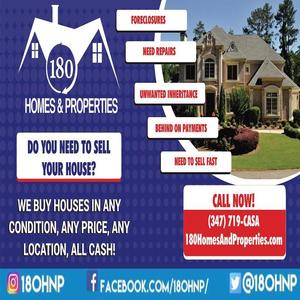 180
HOMES & PROPERTIES
FORECLOSURES
NEED REPAIRS
UNWANTED INHERITANCE
BEHIND ON PAYMENTS
NEED TO SELL FAST
DO YOU NEED TO SELL
YOUR HOUSE?
WE BUY HOUSES IN ANY
CONDITION, ANY PRICE, ANY
LOCATION, ALL CASH!
CALL NOW!
(347) 719-CASA
180HomesAndProperties.com
@180HNP
FACEBOOK.COM/180HNP/
@180HNP